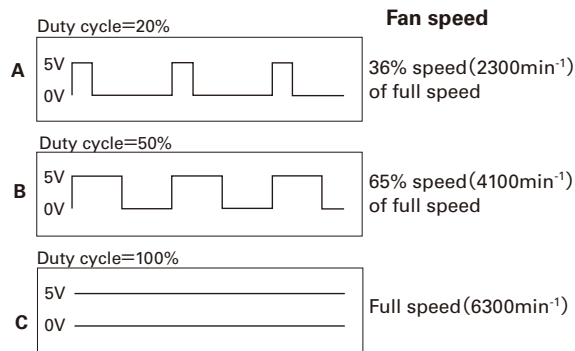 Fan speed
Duty cycle=20%
A
5V
0V
36% speed(2300min⁻¹)
of full speed
Duty cycle=50%
B
5V
0V
65% speed(4100min⁻¹)
of full speed
Duty cycle=100%
C
5V
0V
Full speed(6300min⁻¹)